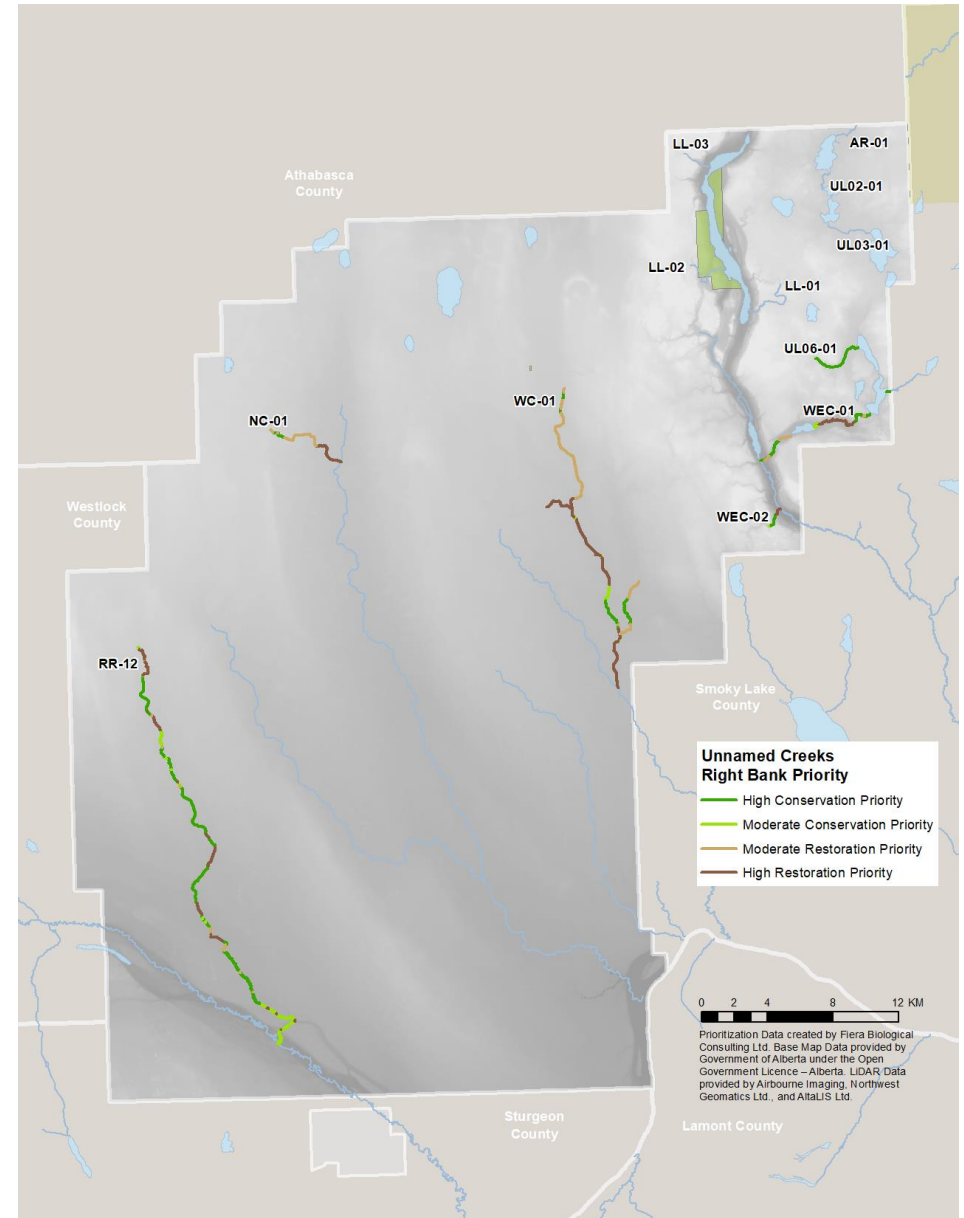 LL-03
AR-01
Athabasca
County
UL02-01
UL03-01
LL-02
LL-01
UL06-01
WC-01
WEC-01
NC-01
Westlock
County
WEC-02
RR-12
Smoky Lake
County
Unnamed Creeks
Right Bank Priority
High Conservation Priority
Moderate Conservation Priority
Moderate Restoration Priority
High Restoration Priority
0 2 4 8 12 KM
Prioritization Data created by Fiera Biological
Consulting Ltd. Base Map Data provided by
Government of Alberta under the Open
Government Licence – Alberta. LiDAR Data
provided by Airbourne Imaging, Northwest
Geomatics Ltd., and AltaLIS Ltd.
Sturgeon
County
Lamont County